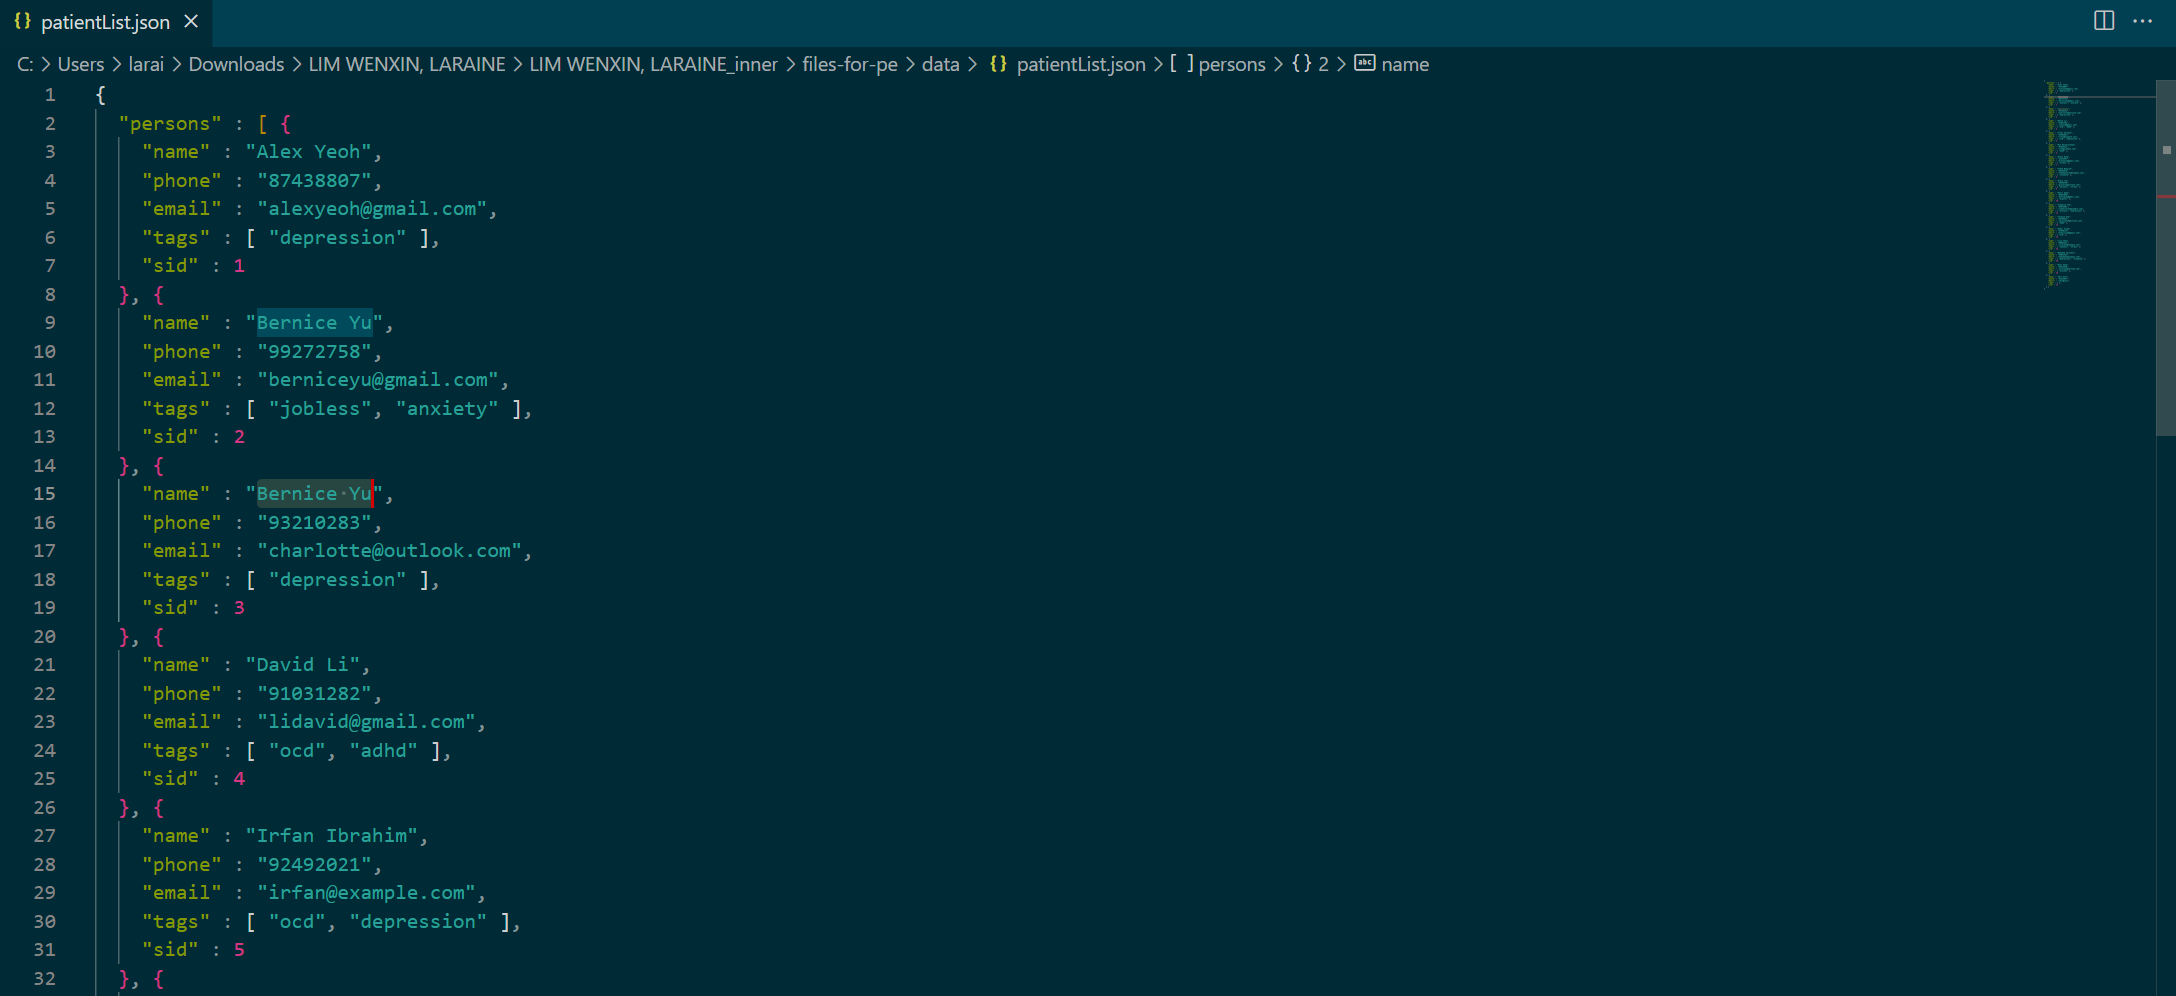 {} patientList.json ×
C: > Users > larai > Downloads > LIM WENXIN, LARAINE > LIM WENXIN, LARAINE_inner > files-for-pe > data > {} patientList.json > [ ] persons > {} 2 > abc name
1 {
2 "persons" : [ {
3 "name" : "Alex Yeoh",
4 "phone" : "87438807",
5 "email" : "alexyeoh@gmail.com",
6 "tags" : [ "depression" ],
7 "sid" : 1
8 }, {
9 "name" : "Bernice Yu",
10 "phone" : "99272758",
11 "email" : "berniceyu@gmail.com",
12 "tags" : [ "jobless", "anxiety" ],
13 "sid" : 2
14 }, {
15 "name" : "Bernice·Yu",
16 "phone" : "93210283",
17 "email" : "charlotte@outlook.com",
18 "tags" : [ "depression" ],
19 "sid" : 3
20 }, {
21 "name" : "David Li",
22 "phone" : "91031282",
23 "email" : "lidavid@gmail.com",
24 "tags" : [ "ocd", "adhd" ],
25 "sid" : 4
26 }, {
27 "name" : "Irfan Ibrahim",
28 "phone" : "92492021",
29 "email" : "irfan@example.com",
30 "tags" : [ "ocd", "depression" ],
31 "sid" : 5
32 }, {